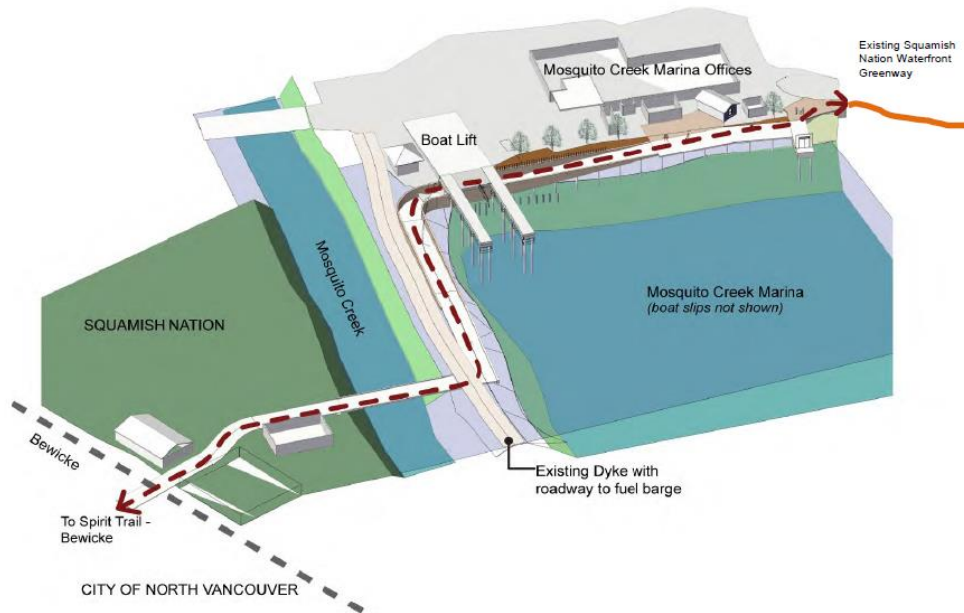 Existing Squamish
Nation Waterfront
Greenway
Mosquito Creek Marina Offices
Boat Lift
Mosquito Creek
Mosquito Creek Marina
(boat slips not shown)
SQUAMISH NATION
Bewicke
Existing Dyke with
roadway to fuel barge
To Spirit Trail -
Bewicke
CITY OF NORTH VANCOUVER